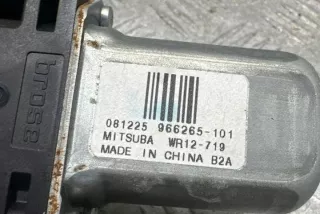 brose
081225 966265-101
MITSUBA WR12-719
MADE IN CHINA B2A